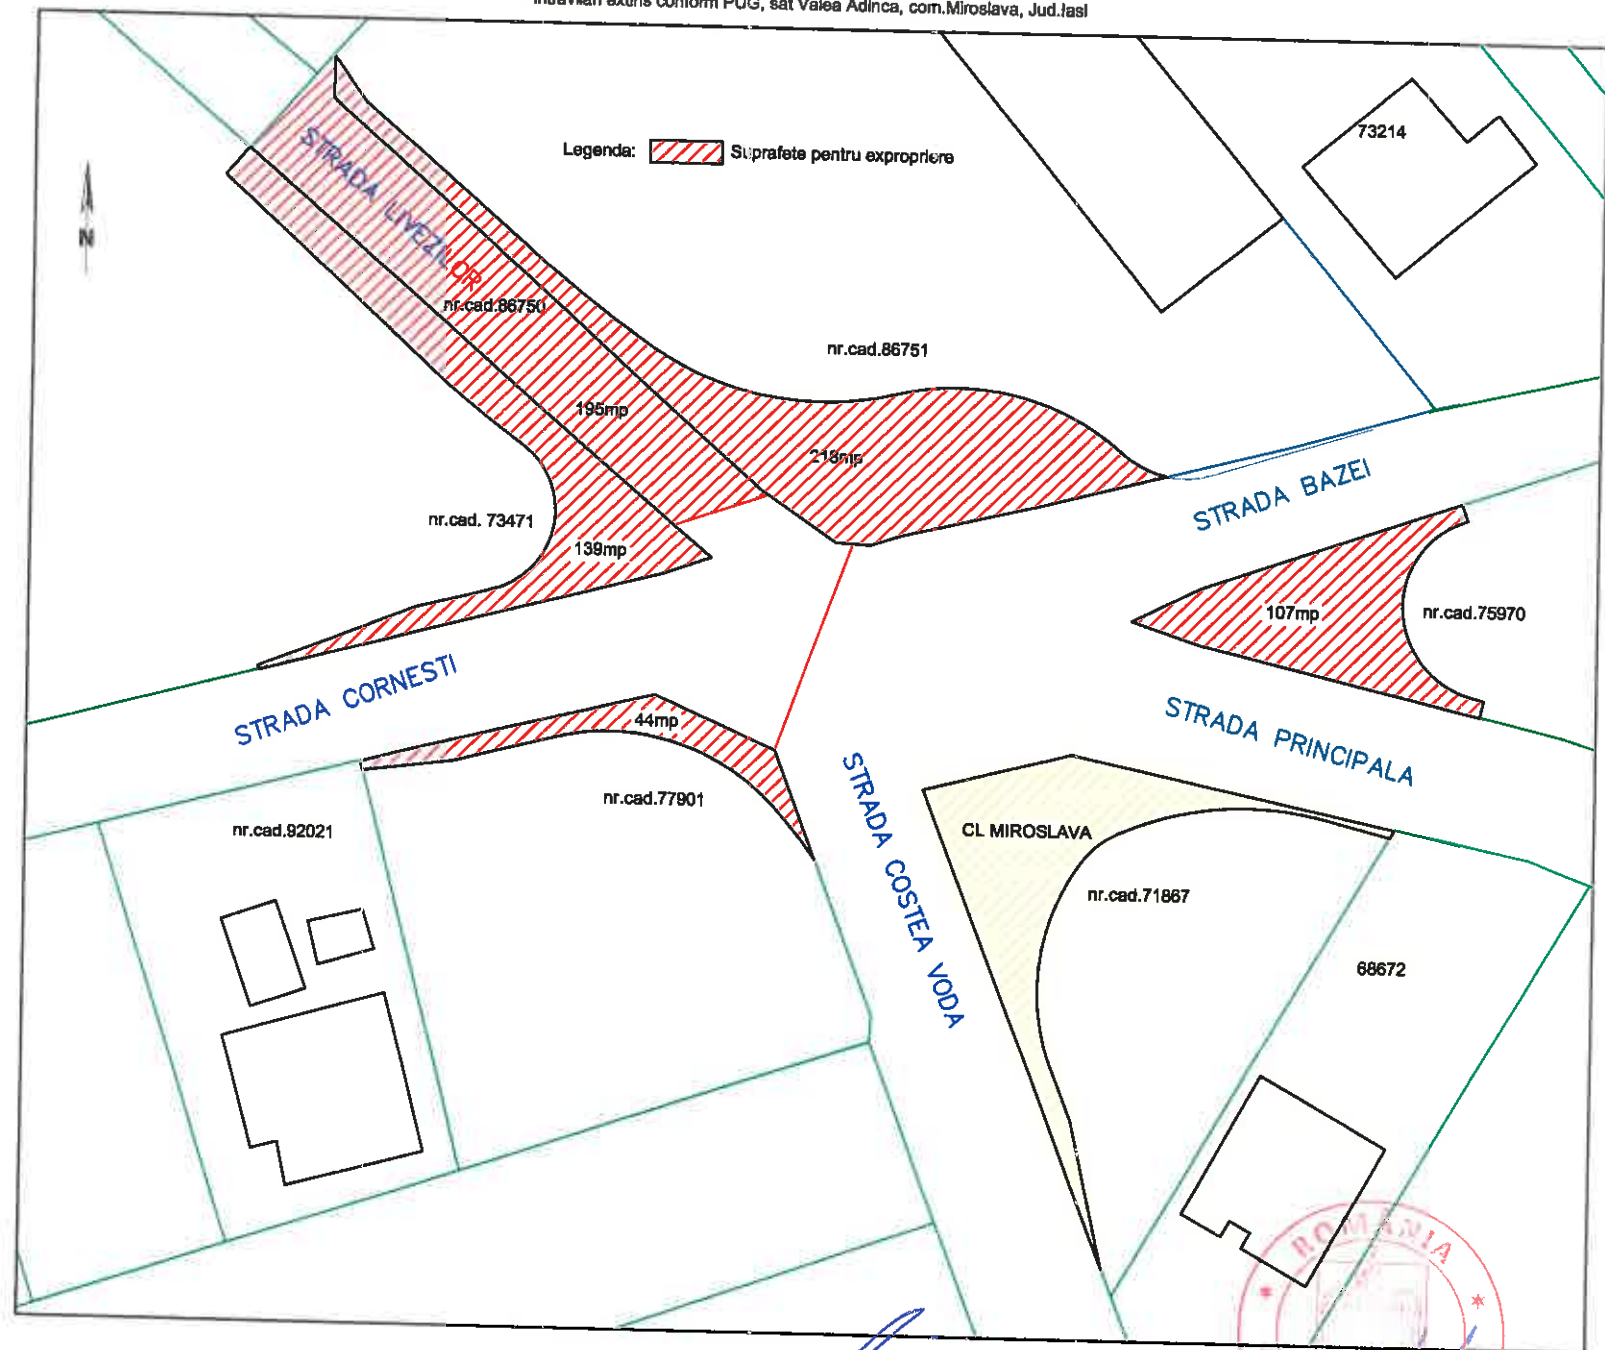 Intravilan extins conform PUG, sat Valea Adinca, com.Miroslava, Jud.Iasi
Legenda: Suprafete pentru expropriere
73214
N
STRADA LIVEZILOR
nr.cad.86750
nr.cad.86751
195mp
218mp
STRADA BAZEI
nr.cad. 73471
139mp
107mp
nr.cad.75970
STRADA CORNESTI
44mp
STRADA PRINCIPALA
nr.cad.77901
nr.cad.92021
CL MIROSLAVA
STRADA COSTEA VODA
nr.cad.71867
68672
ROMÂNIA